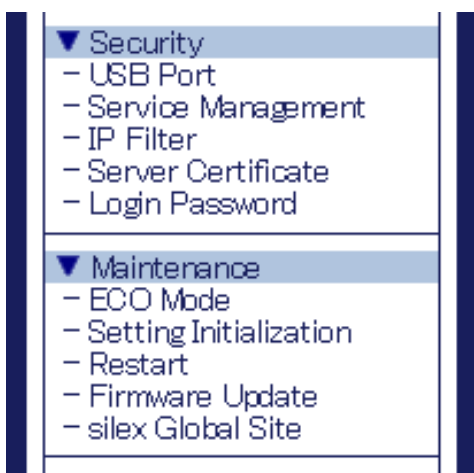 ▼ Security
− USB Port
− Service Management
− IP Filter
− Server Certificate
− Login Password
▼ Maintenance
− ECO Mode
− Setting Initialization
− Restart
− Firmware Update
− silex Global Site